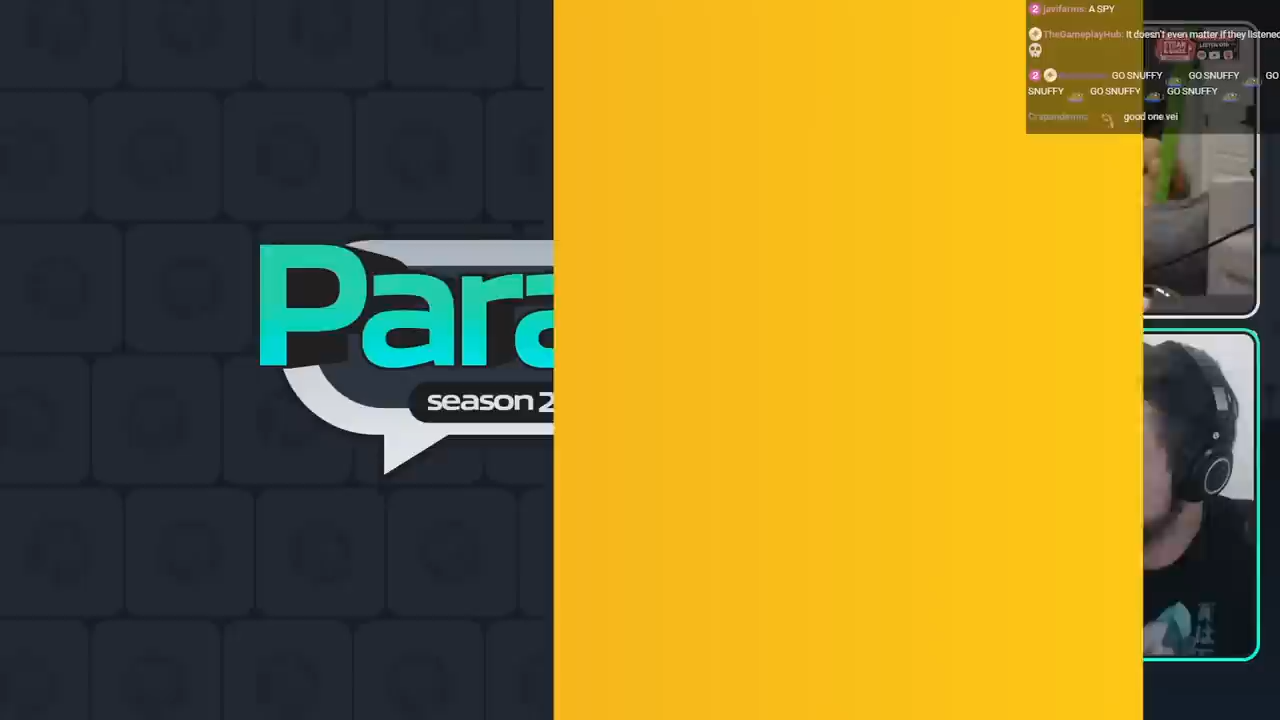 javifarms: A SPY
TheGameplayHub: It doesn't even matter if they listened
GO SNUFFY GO SNUFFY GO
SNUFFY GO SNUFFY GO SNUFFY
good one vei
Para
season 2